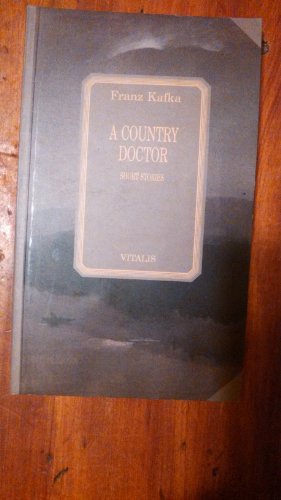 Franz Kafka
A COUNTRY
DOCTOR
SHORT STORIES
VITALIS